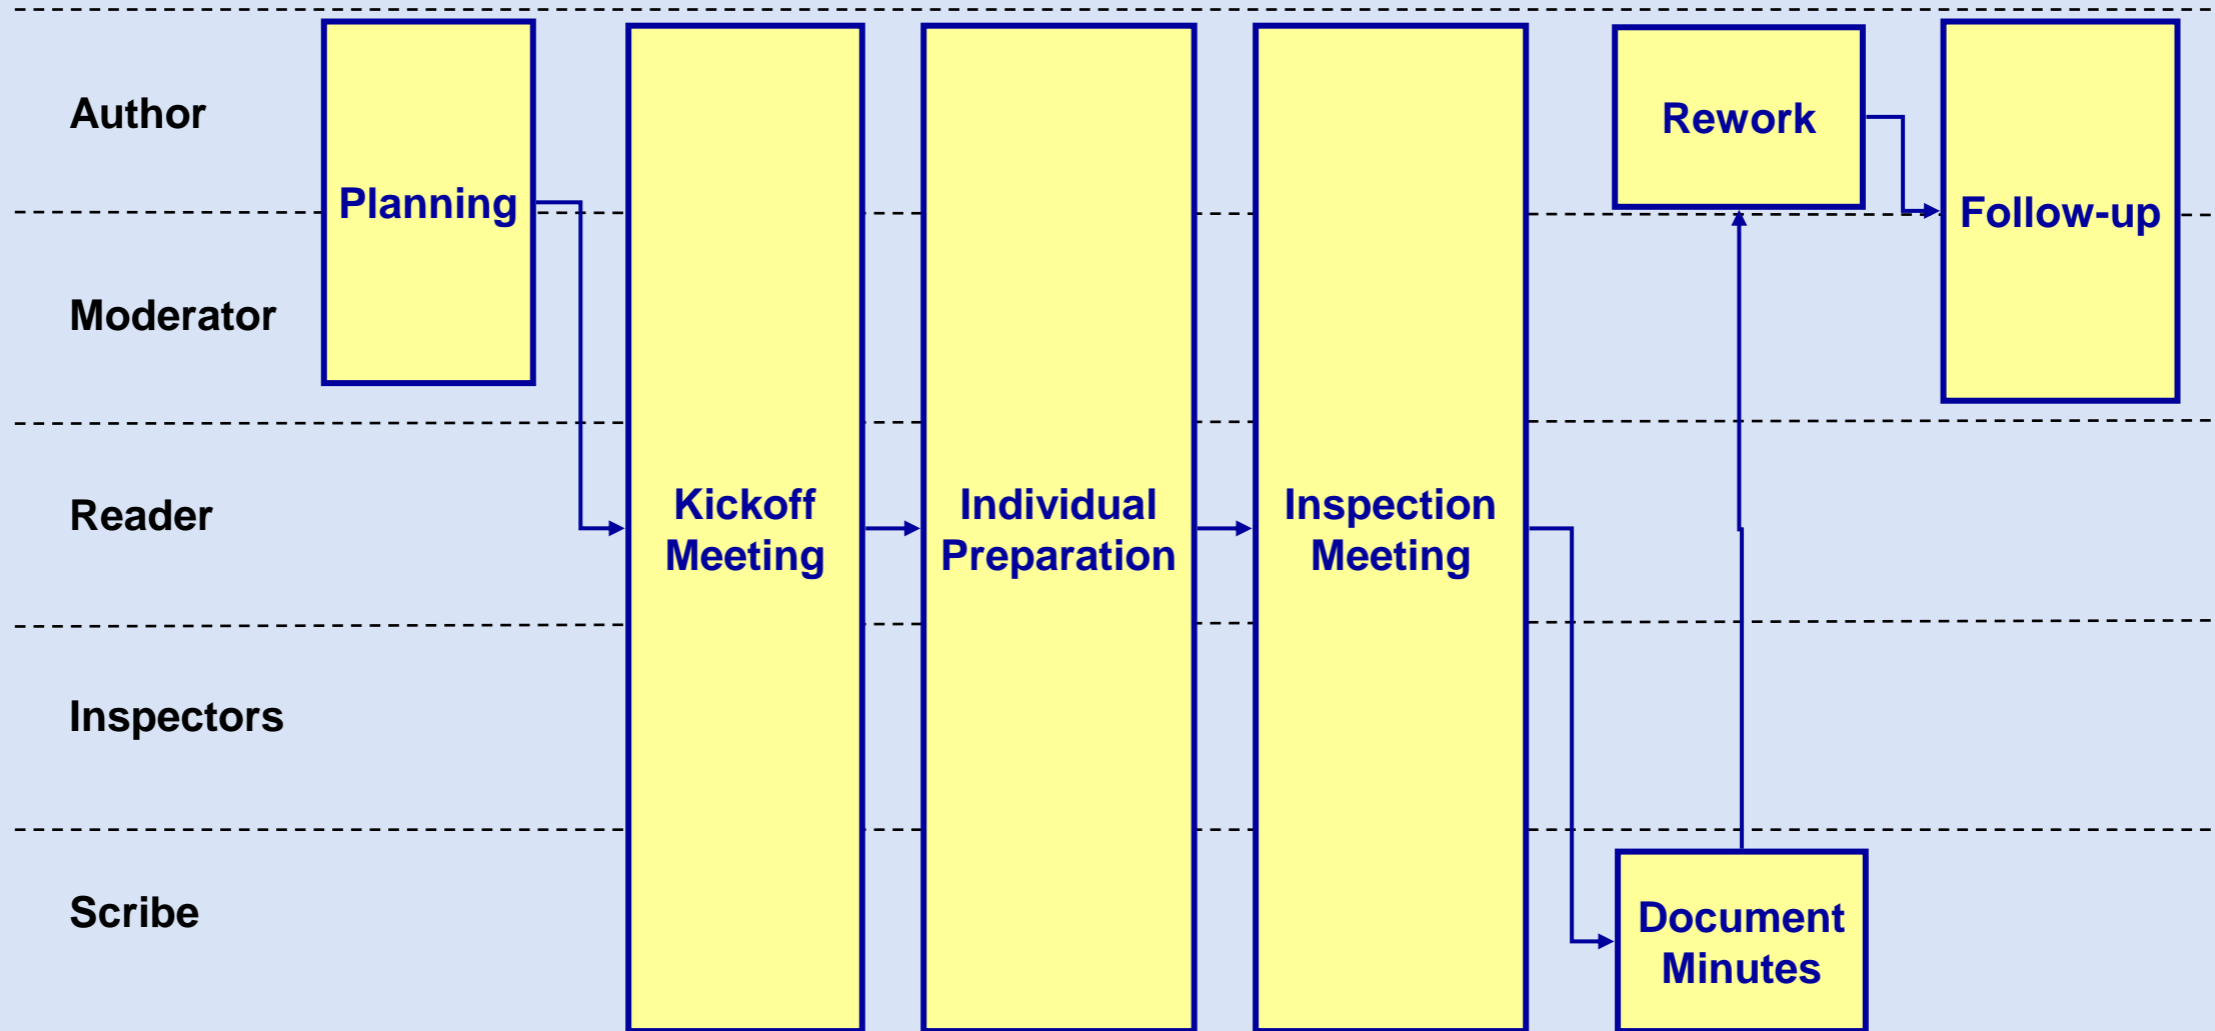 Author
Moderator
Reader
Inspectors
Scribe
Planning
Kickoff
Meeting
Individual
Preparation
Inspection
Meeting
Document
Minutes
Rework
Follow-up